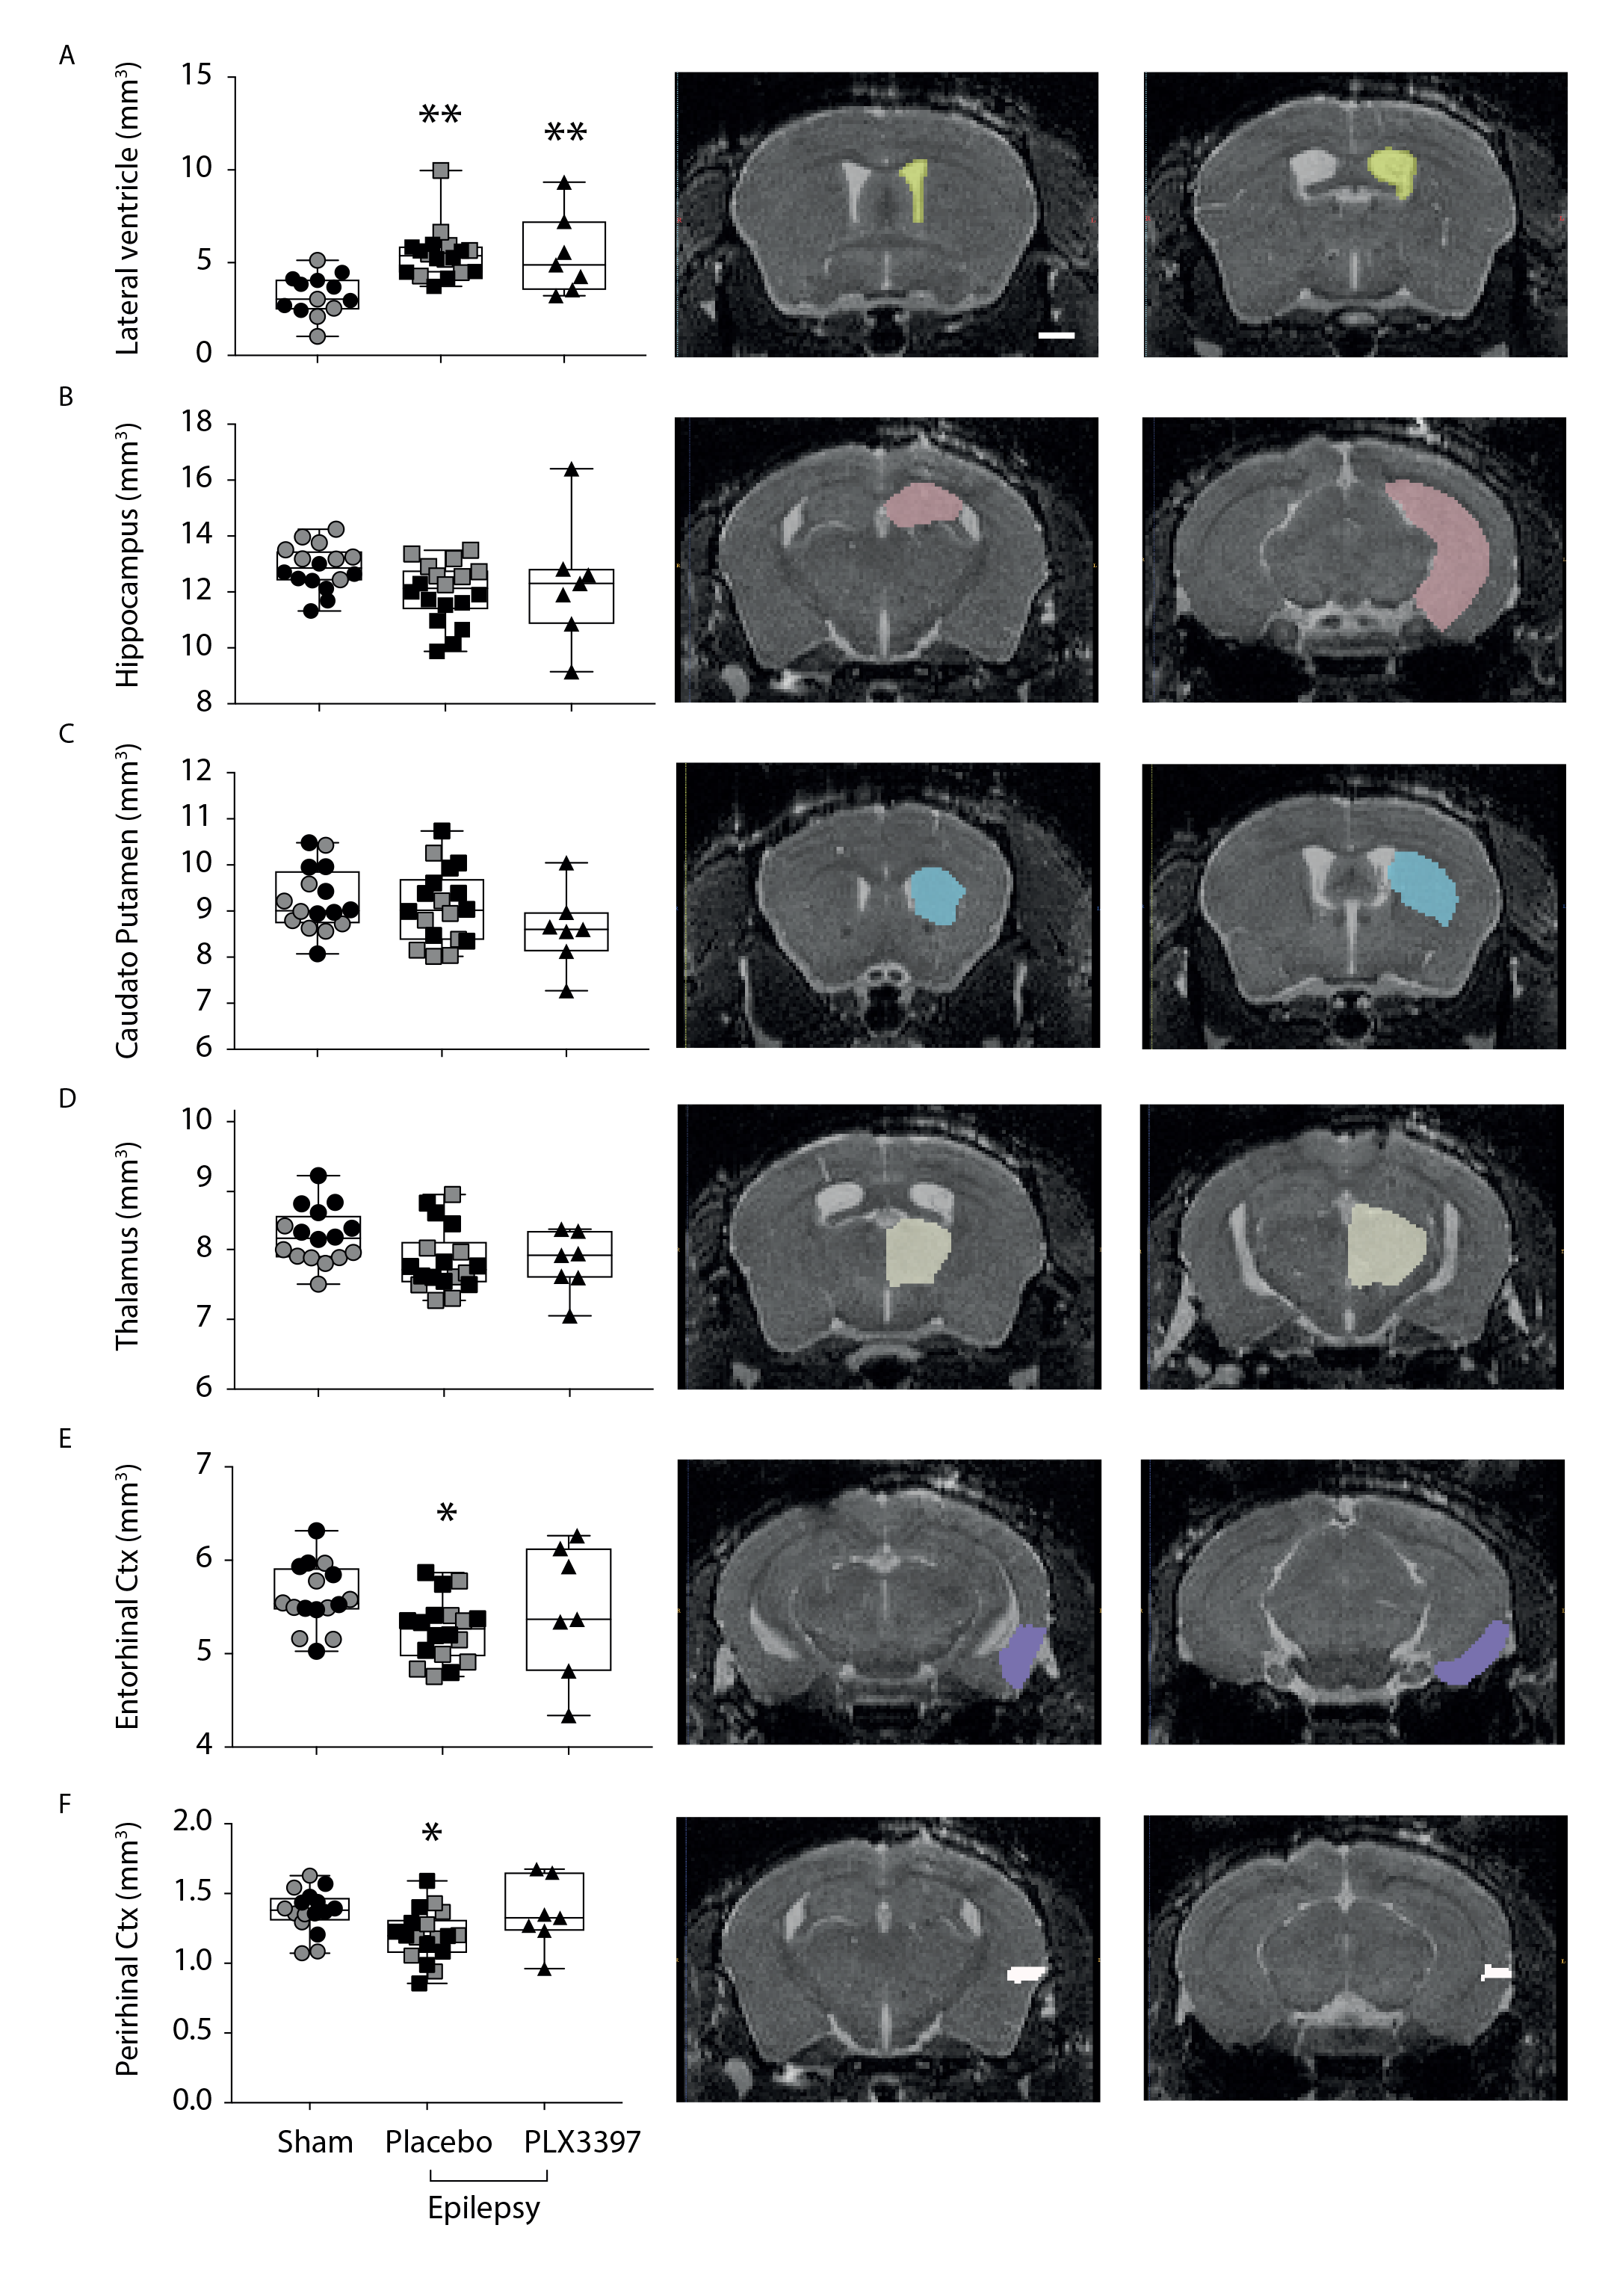 A
Lateral ventricle (mm³)
15
10
5
0
**
**
B
Hippocampus (mm³)
18
16
14
12
10
8
C
Caudato Putamen (mm³)
12
11
10
9
8
7
6
D
Thalamus (mm³)
10
9
8
7
6
E
Entorhinal Ctx (mm³)
7
6
5
4
*
F
Perirhinal Ctx (mm³)
2.0
1.5
1.0
0.5
0.0
*
Sham Placebo PLX3397
Epilepsy